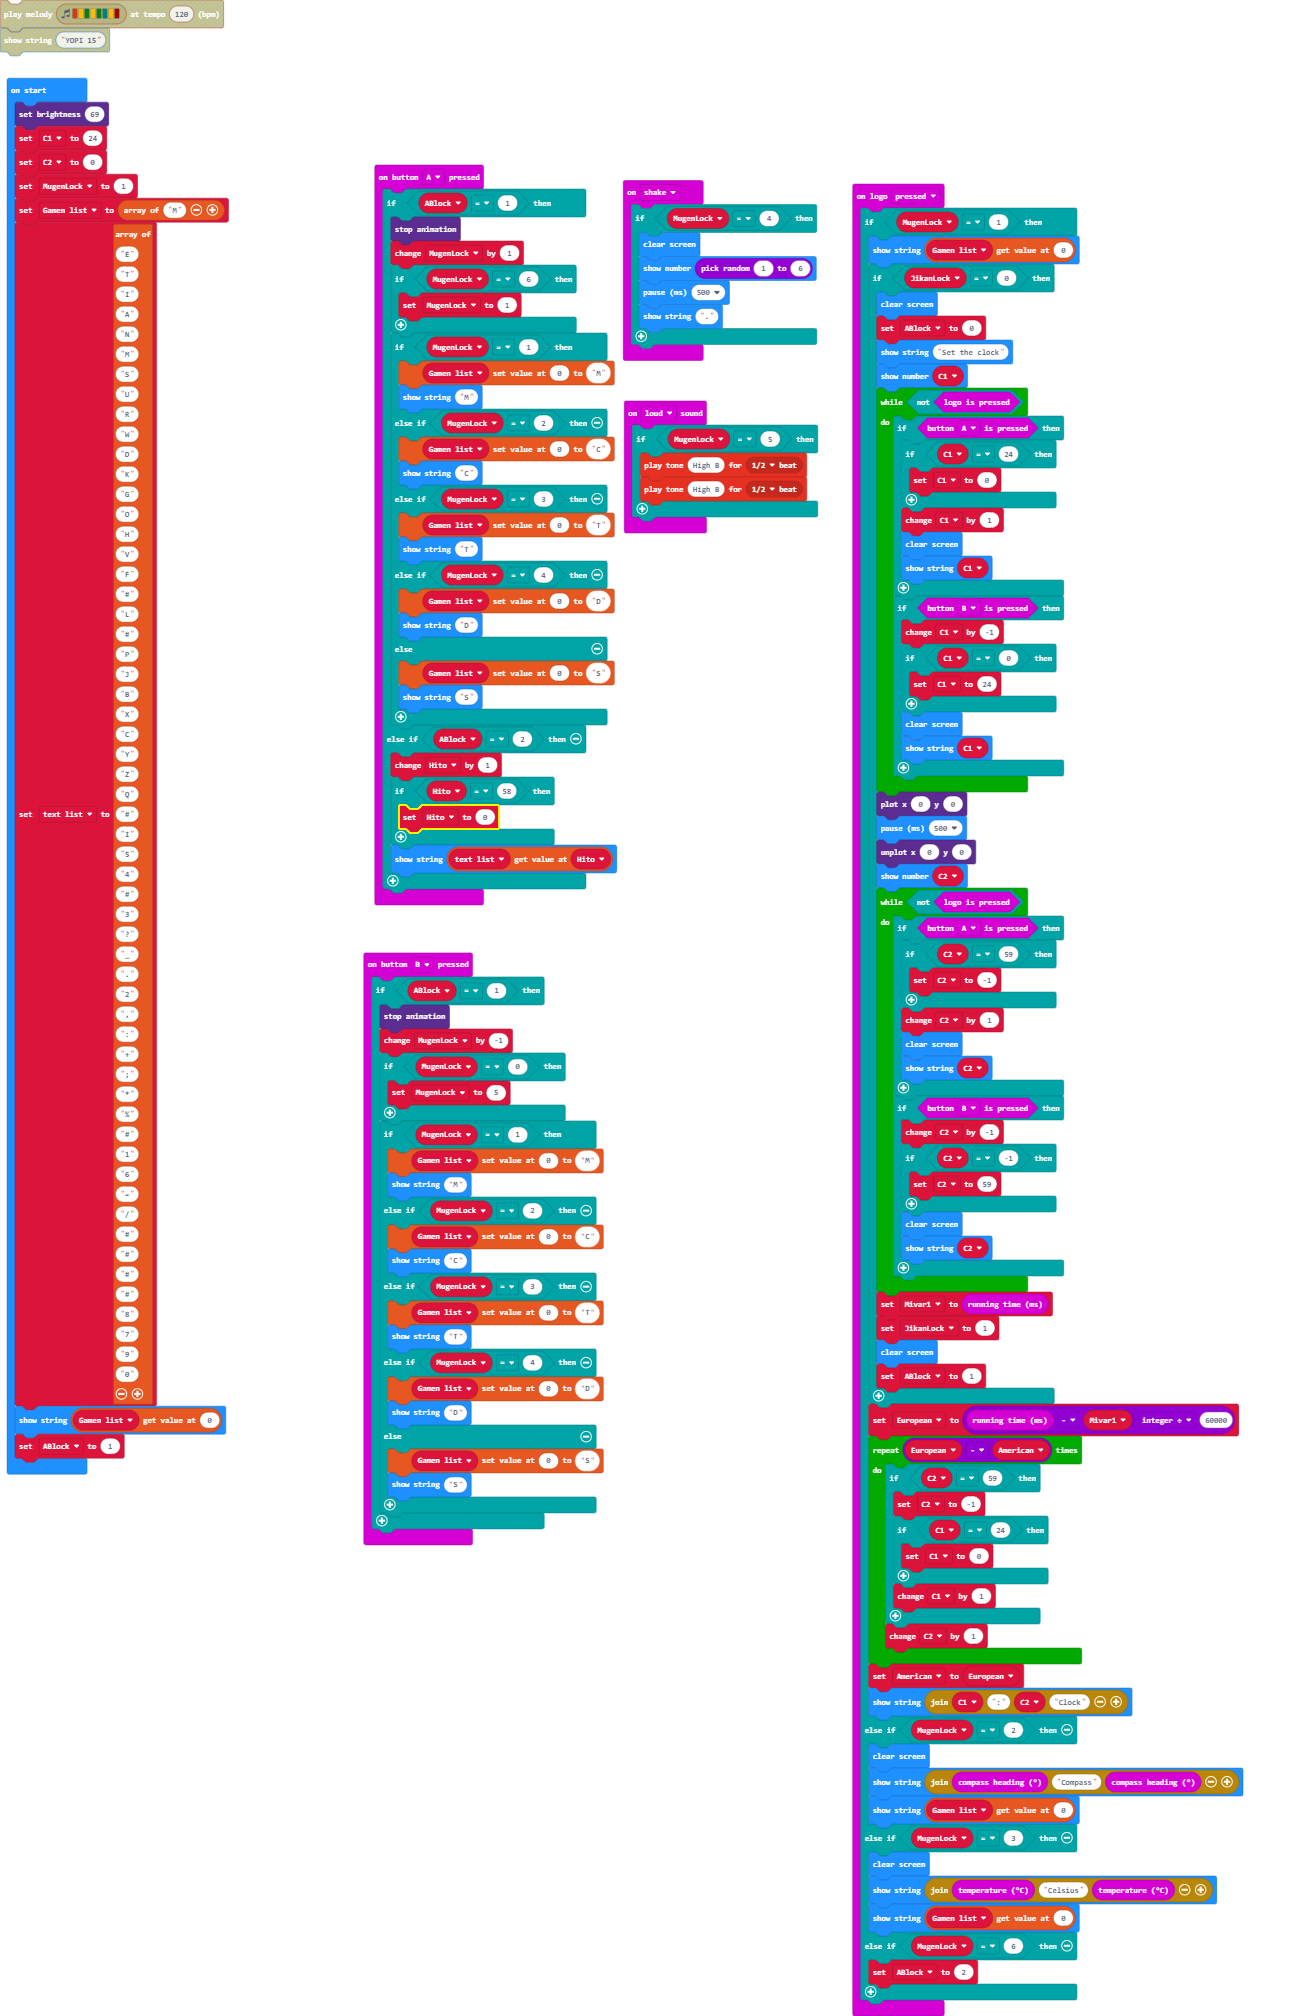 play melody at tempo 120 (bpm)
show string "YOPI 15"
on start
set brightness 69
set C1 to 24
set C2 to 0
set MugenLock to 1
set Gamen list to array of "M"
set text list to array of
"E"
"T"
"I"
"A"
"N"
"M"
"S"
"U"
"R"
"W"
"D"
"K"
"G"
"O"
"H"
"V"
"F"
"#"
"L"
"#"
"P"
"J"
"B"
"X"
"C"
"Y"
"Z"
"Q"
"#"
"I"
"5"
"4"
"#"
"3"
"?"
"_"
"."
"2"
","
":"
"+"
";"
"*"
"%"
"#"
"1"
"6"
"="
"/"
"#"
"#"
"#"
"#"
"8"
"7"
"9"
"0"
show string Gamen list get value at 0
set ABlock to 1
on button A pressed
if ABlock = 1 then
stop animation
change MugenLock by 1
if MugenLock = 6 then
set MugenLock to 1
if MugenLock = 1 then
Gamen list set value at 0 to "M"
show string "M"
else if MugenLock = 2 then
Gamen list set value at 0 to "C"
show string "C"
else if MugenLock = 3 then
Gamen list set value at 0 to "T"
show string "T"
else if MugenLock = 4 then
Gamen list set value at 0 to "D"
show string "D"
else
Gamen list set value at 0 to "S"
show string "S"
else if ABlock = 2 then
change Hito by 1
if Hito = 58 then
set Hito to 0
show string text list get value at Hito
on button B pressed
if ABlock = 1 then
stop animation
change MugenLock by -1
if MugenLock = 0 then
set MugenLock to 5
if MugenLock = 1 then
Gamen list set value at 0 to "M"
show string "M"
else if MugenLock = 2 then
Gamen list set value at 0 to "C"
show string "C"
else if MugenLock = 3 then
Gamen list set value at 0 to "T"
show string "T"
else if MugenLock = 4 then
Gamen list set value at 0 to "D"
show string "D"
else
Gamen list set value at 0 to "S"
show string "S"
on shake
if MugenLock = 4 then
clear screen
show number pick random 1 to 6
pause (ms) 500
show string "."
on loud sound
if MugenLock = 5 then
play tone High B for 1/2 beat
play tone High B for 1/2 beat
on logo pressed
if MugenLock = 1 then
show string Gamen list get value at 0
if JikanLock = 0 then
clear screen
set ABlock to 0
show string "Set the clock"
show number C1
while not logo is pressed
do if button A is pressed then
if C1 = 24 then
set C1 to 0
change C1 by 1
clear screen
show string C1
if button B is pressed then
change C1 by -1
if C1 = 0 then
set C1 to 24
clear screen
show string C1
plot x 0 y 0
pause (ms) 500
unplot x 0 y 0
show number C2
while not logo is pressed
do if button A is pressed then
if C2 = 59 then
set C2 to -1
change C2 by 1
clear screen
show string C2
if button B is pressed then
change C2 by -1
if C2 = -1 then
set C2 to 59
clear screen
show string C2
set Mivar1 to running time (ms)
set JikanLock to 1
clear screen
set ABlock to 1
set European to running time (ms) - Mivar1 integer ÷ 60000
repeat European - American times
do if C2 = 59 then
set C2 to -1
if C1 = 24 then
set C1 to 0
change C1 by 1
change C2 by 1
set American to European
show string join C1 ":" C2 "Clock"
else if MugenLock = 2 then
clear screen
show string join compass heading (°) "Compass" compass heading (°)
show string Gamen list get value at 0
else if MugenLock = 3 then
clear screen
show string join temperature (°C) "Celsius" temperature (°C)
show string Gamen list get value at 0
else if MugenLock = 6 then
set ABlock to 2